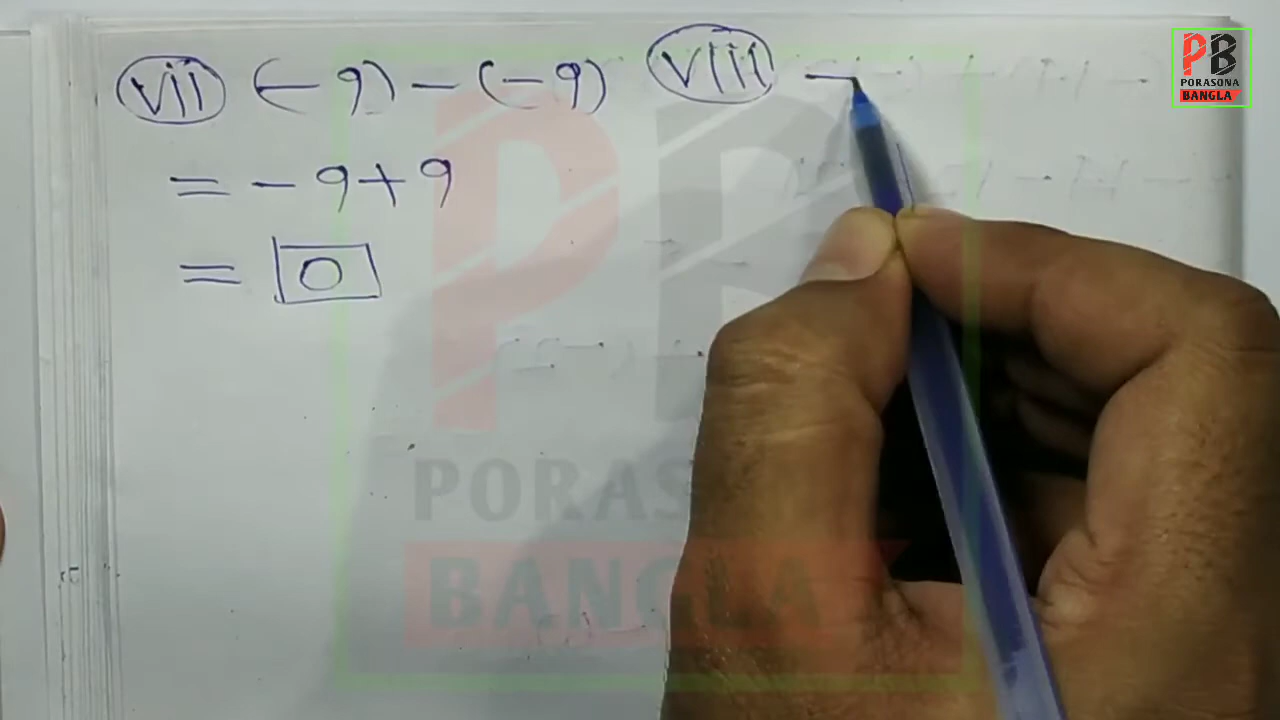 vii (-9) - (-9) viii -
= -9+9
= 0
PB
PORASONA
BANGLA
PORAS
BANGLA